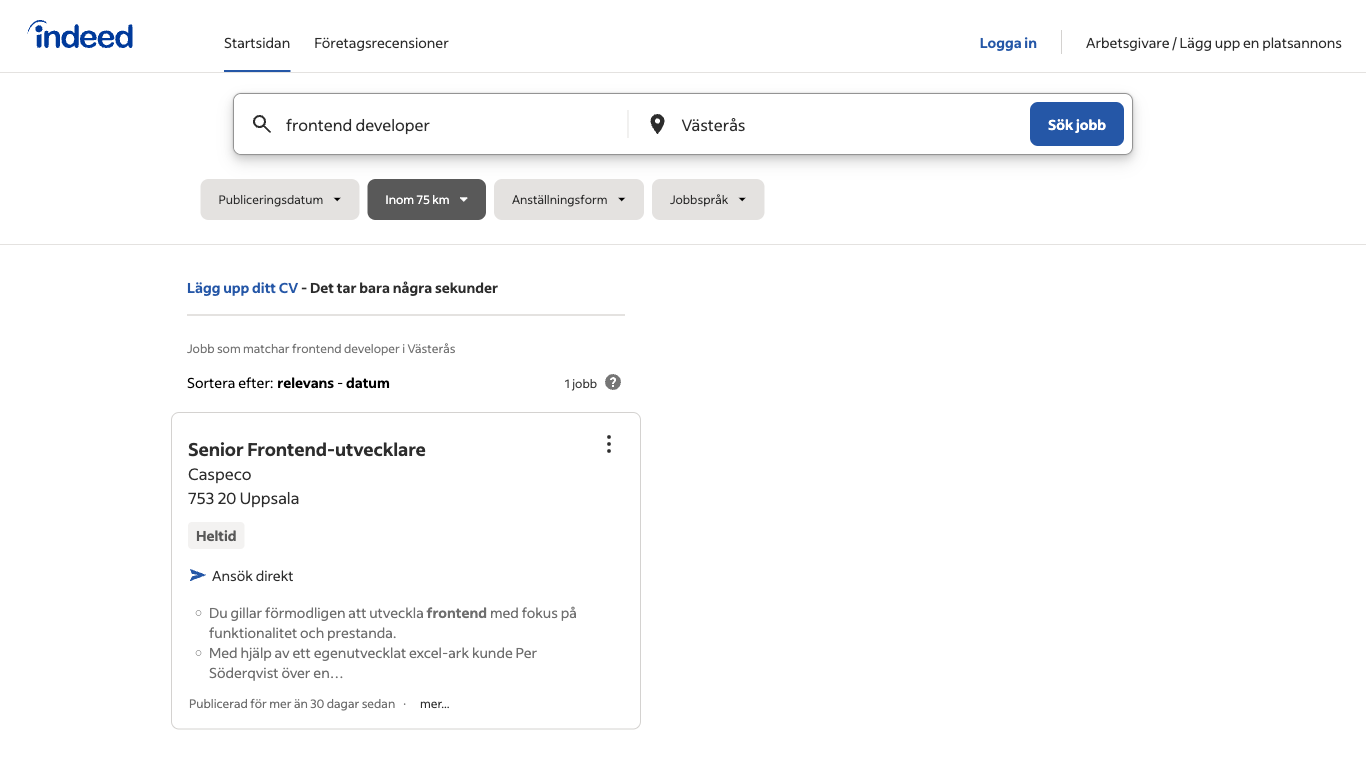 indeed
Startsidan
Företagsrecensioner
Logga in
Arbetsgivare / Lägg upp en platsannons
frontend developer
Västerås
Sök jobb
Publiceringsdatum
Inom 75 km
Anställningsform
Jobbspråk
Lägg upp ditt CV - Det tar bara några sekunder
Jobb som matchar frontend developer i Västerås
Sortera efter: relevans - datum
1 jobb
?
Senior Frontend-utvecklare
Caspeco
753 20 Uppsala
Heltid
Ansök direkt
Du gillar förmodligen att utveckla frontend med fokus på
funktionalitet och prestanda.
Med hjälp av ett egenutvecklat excel-ark kunde Per
Söderqvist över en…
Publicerad för mer än 30 dagar sedan · mer...